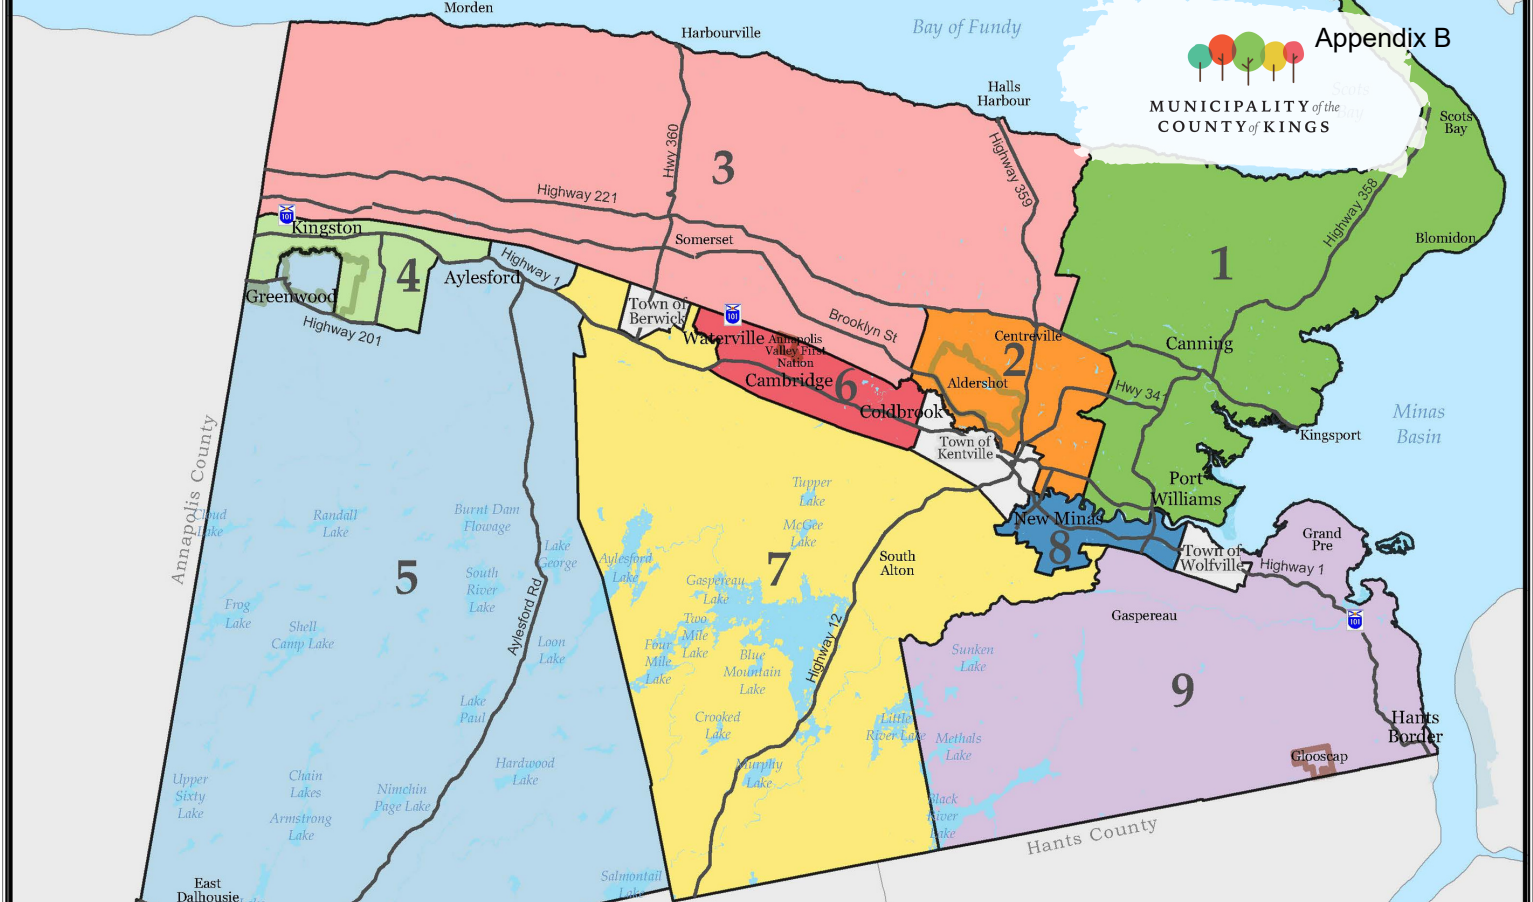 Morden
Harbourville
Bay of Fundy
Appendix B
Halls
Harbour
MUNICIPALITY of the
COUNTY of KINGS
Scots
Bay
Scots
Bay
Hwy 360
3
Highway 359
Highway 221
Highway 358
101
Kingston
Somerset
Blomidon
1
4
Aylesford
Highway 1
Greenwood
Town of
Berwick
101
Highway 201
Waterville
Annapolis
Valley First
Nation
Brooklyn St
Centreville
2
Canning
Cambridge
6
Aldershot
Hwy 341
Coldbrook
Minas
Basin
Kingsport
Town of
Kentville
Annapolis County
Port
Williams
Tupper
Lake
Cloud
Lake
Randall
Lake
Burnt Dam
Flowage
New Minas
McGee
Lake
Grand
Pre
Lake
George
8
Town of
Wolfville
5
South
River
Lake
Aylesford
Lake
7
South
Alton
Highway 1
Gaspereau
Lake
Frog
Lake
Aylesford Rd
Two
Mile
Lake
Gaspereau
101
Shell
Camp Lake
Loon
Lake
Four
Mile
Lake
Blue
Mountain
Lake
Highway 12
Sunken
Lake
9
Lake
Paul
Crooked
Lake
Little
River Lake
Methals
Lake
Hants
Border
Glooscap
Upper
Sixty
Lake
Chain
Lakes
Hardwood
Lake
Murphy
Lake
Nimchin
Page Lake
Black
River
Lake
Armstrong
Lake
Hants County
East
Dalhousie
Salmontail
Lake